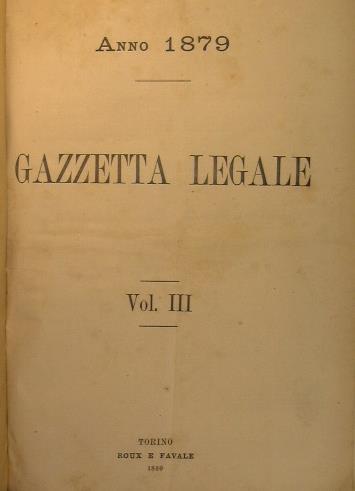 ANNO 1879
GAZZETTA LEGALE
Vol. III
TORINO
ROUX E FAVALE
1880